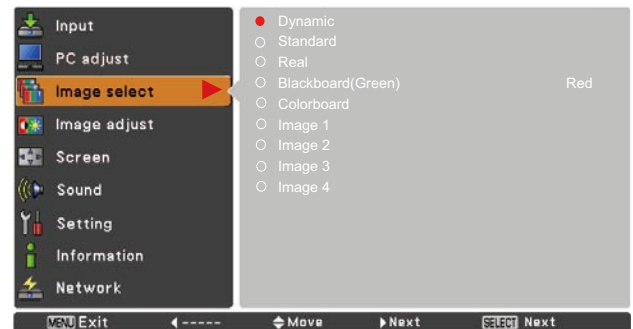 Input
PC adjust
Image select
Image adjust
Screen
Sound
Setting
Information
Network
Dynamic
Standard
Real
Blackboard(Green) Red
Colorboard
Image 1
Image 2
Image 3
Image 4
MENU Exit ◀----- Move ▶Next SELECT Next